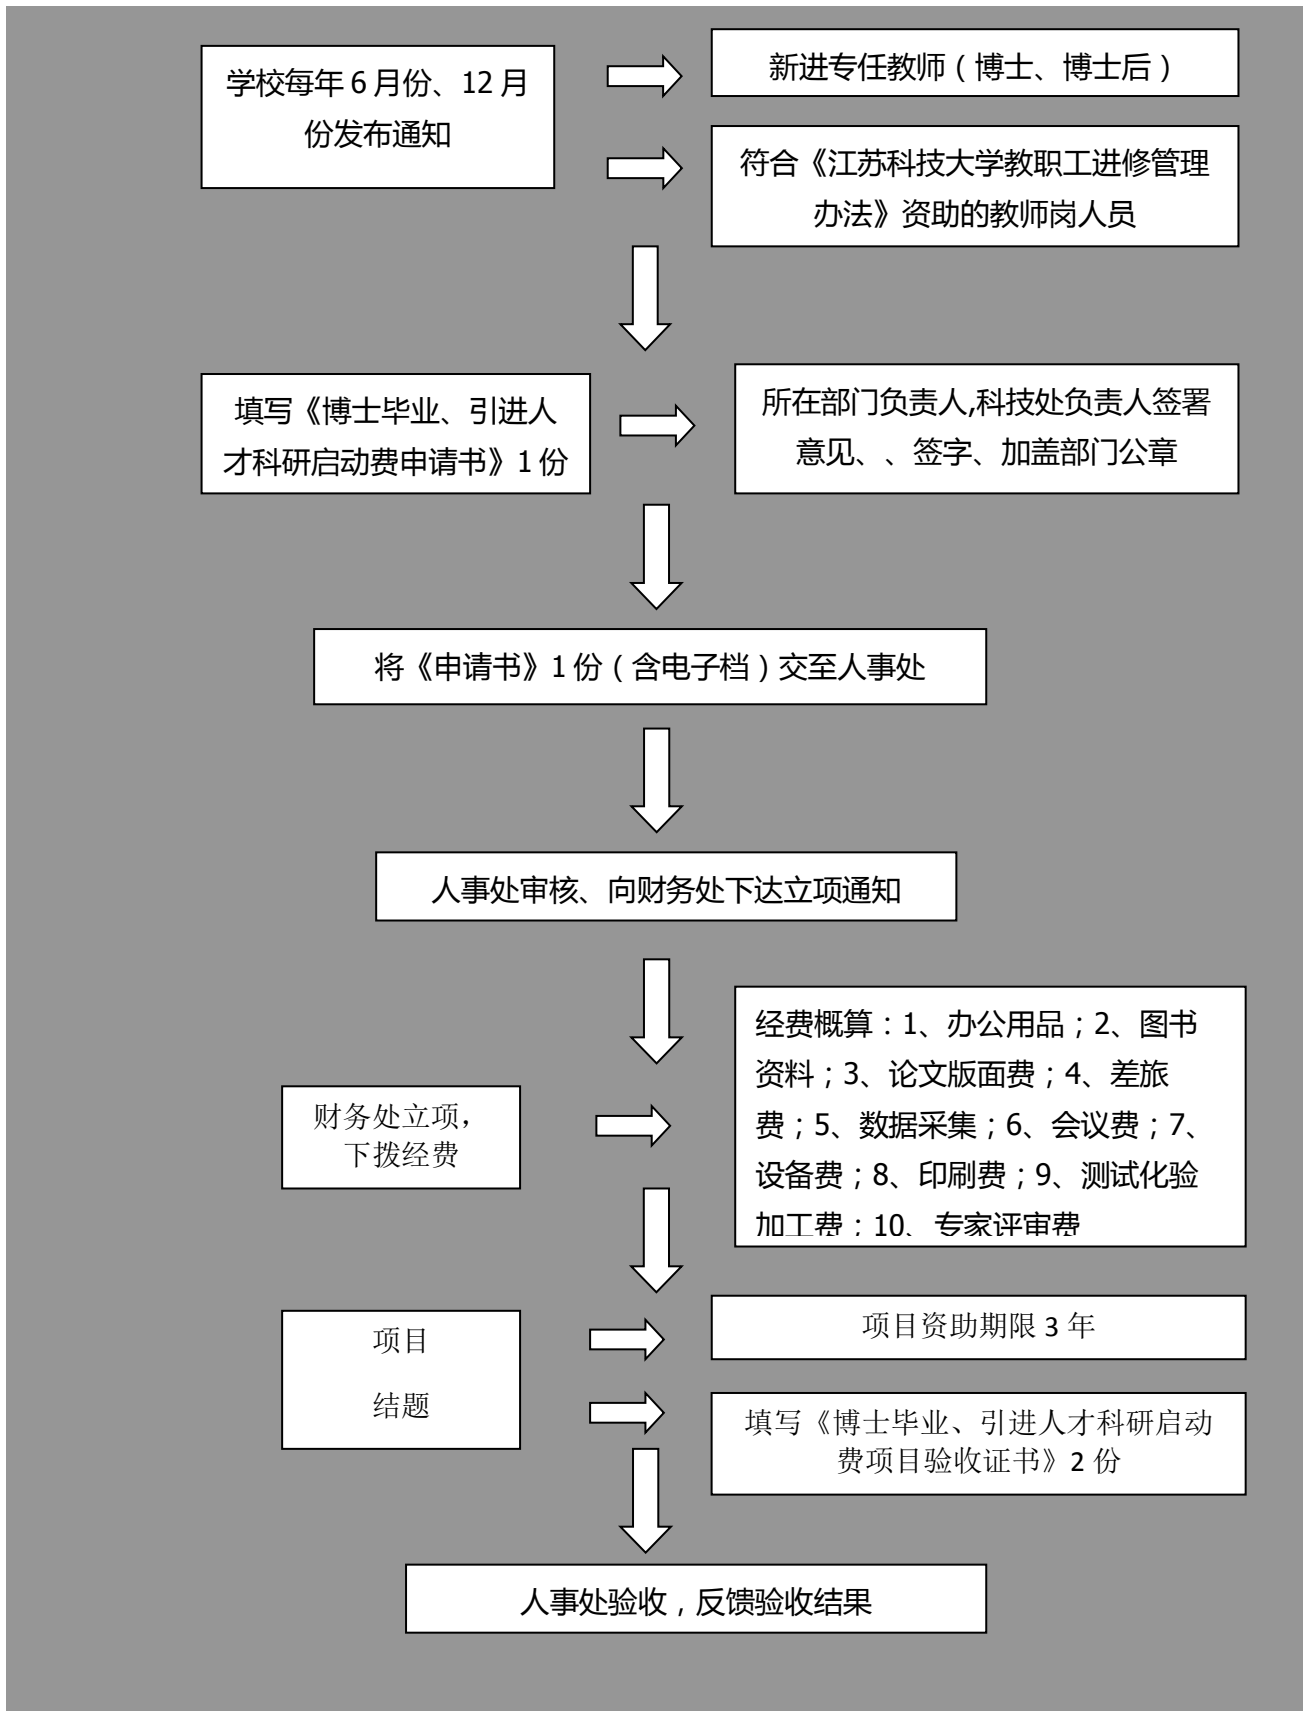 学校每年 6 月份、12 月
份发布通知
新进专任教师（博士、博士后）
符合《江苏科技大学教职工进修管理
办法》资助的教师岗人员
填写《博士毕业、引进人
才科研启动费申请书》1 份
所在部门负责人,科技处负责人签署
意见、、签字、加盖部门公章
将《申请书》1 份（含电子档）交至人事处
人事处审核、向财务处下达立项通知
财务处立项，
下拨经费
经费概算：1、办公用品；2、图书
资料；3、论文版面费；4、差旅
费；5、数据采集；6、会议费；7、
设备费；8、印刷费；9、测试化验
加工费；10、专家评审费
项目
结题
项目资助期限 3 年
填写《博士毕业、引进人才科研启动
费项目验收证书》2 份
人事处验收，反馈验收结果